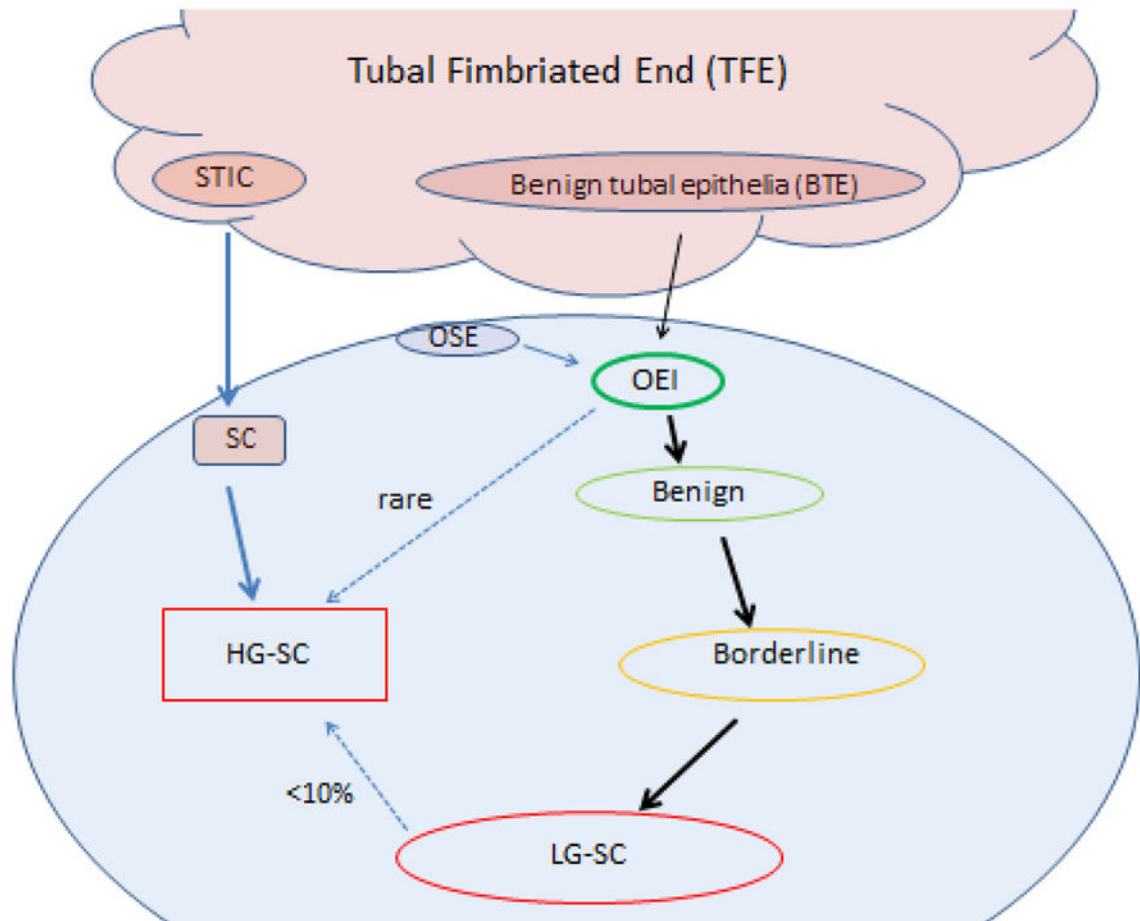 Tubal Fimbriated End (TFE)
STIC
Benign tubal epithelia (BTE)
OSE
OEI
SC
Benign
rare
HG-SC
Borderline
<10%
LG-SC